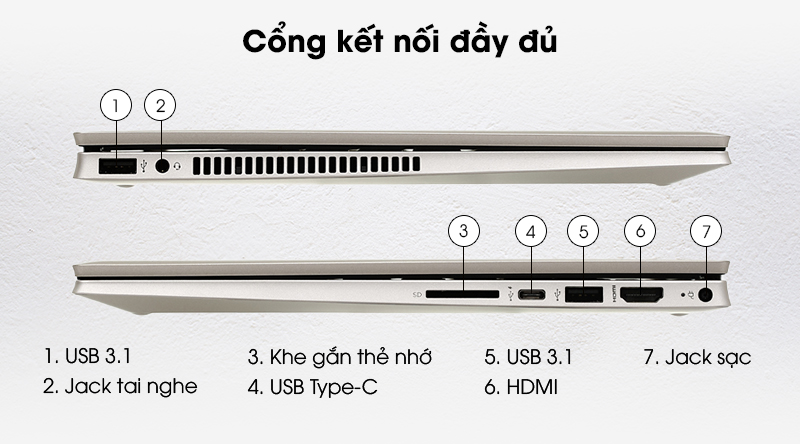 Cổng kết nối đầy đủ
1 2
3 4 5 6 7
SD HDMI
1. USB 3.1 3. Khe gắn thẻ nhớ 5. USB 3.1 7. Jack sạc
2. Jack tai nghe 4. USB Type-C 6. HDMI